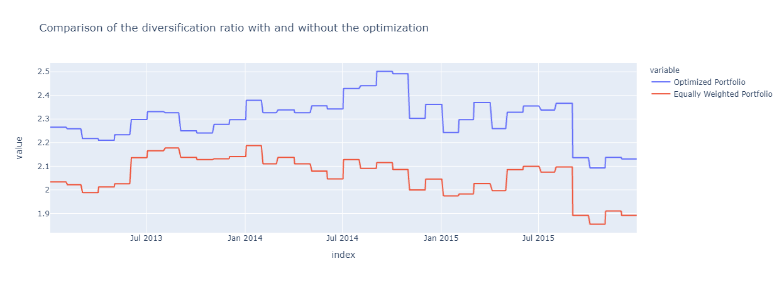 Comparison of the diversification ratio with and without the optimization
variable
Optimized Portfolio
Equally Weighted Portfolio
value
2.5
2.4
2.3
2.2
2.1
2
1.9
Jul 2013
Jan 2014
Jul 2014
Jan 2015
Jul 2015
index